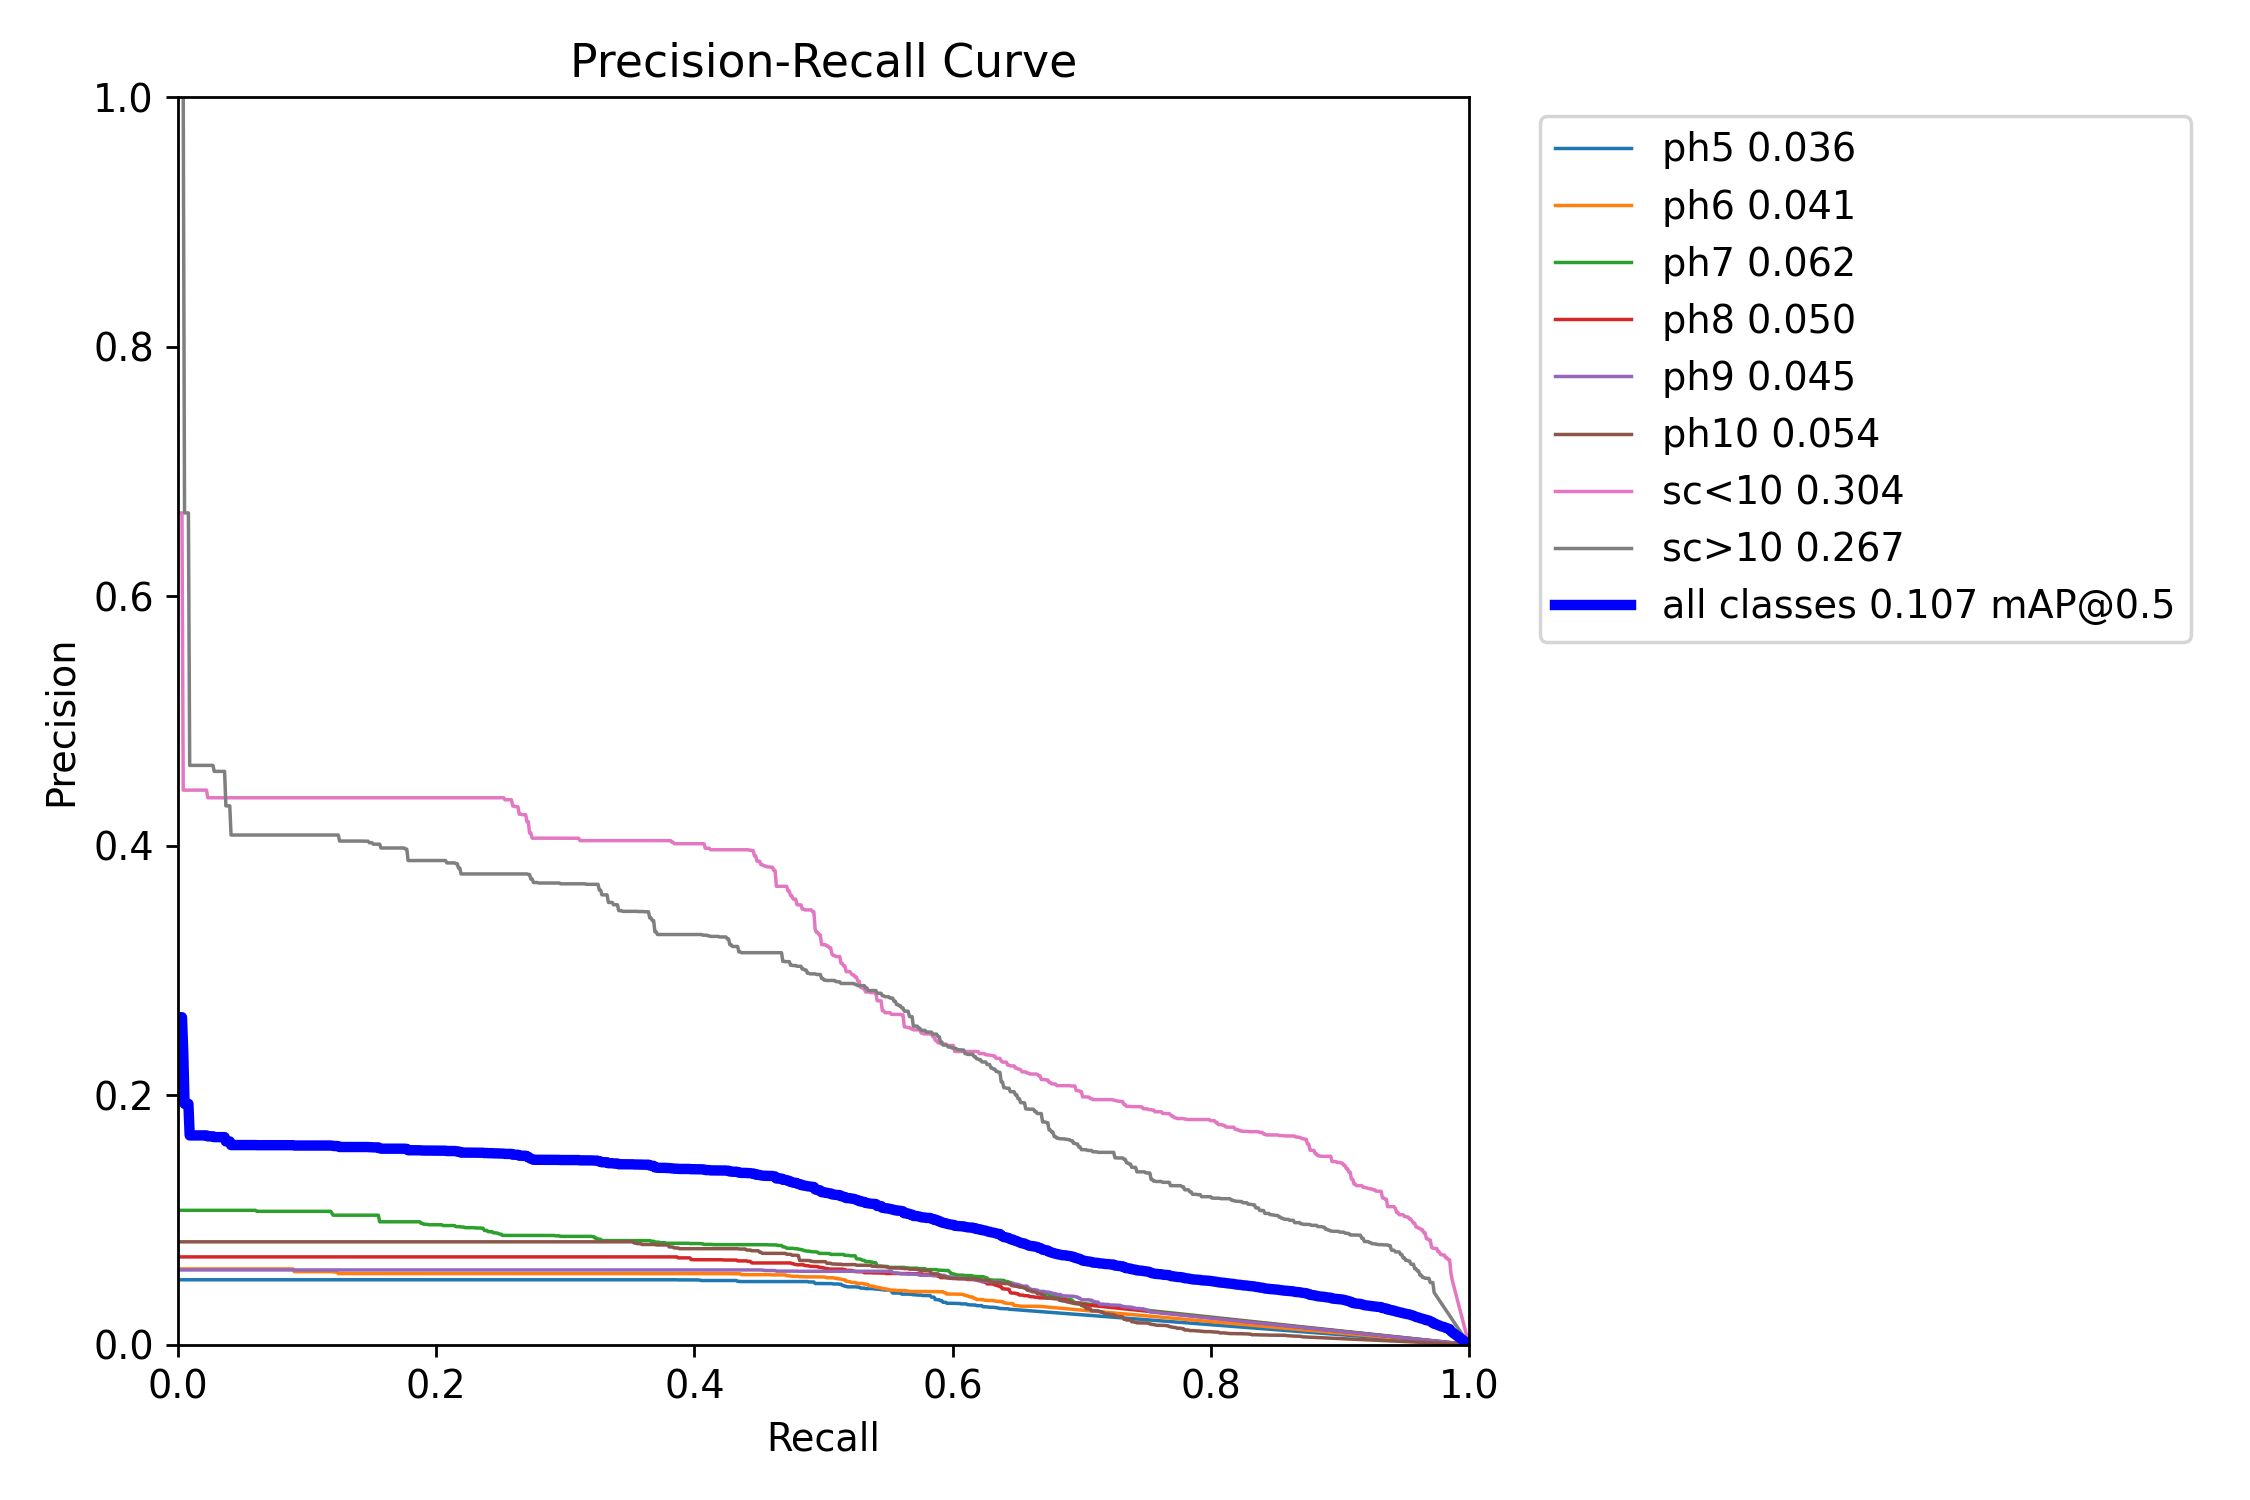 Precision-Recall Curve
1.0
0.8
0.6
0.4
0.2
0.0
Precision
0.0 0.2 0.4 0.6 0.8 1.0
Recall
ph5 0.036
ph6 0.041
ph7 0.062
ph8 0.050
ph9 0.045
ph10 0.054
sc<10 0.304
sc>10 0.267
all classes 0.107 mAP@0.5